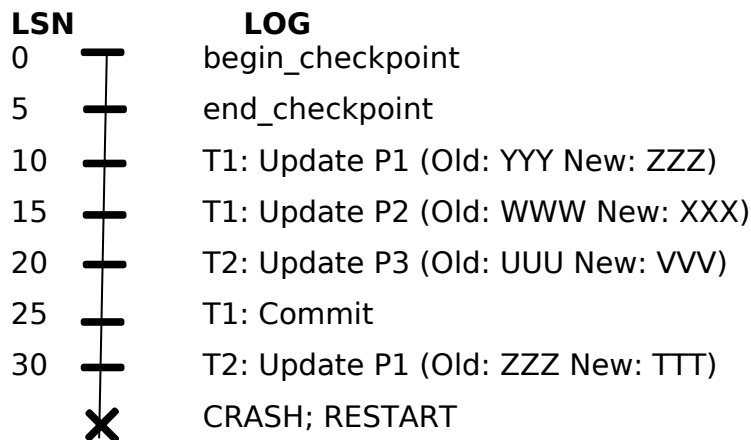 LSN LOG
0 begin_checkpoint
5 end_checkpoint
10 T1: Update P1 (Old: YYY New: ZZZ)
15 T1: Update P2 (Old: WWW New: XXX)
20 T2: Update P3 (Old: UUU New: VVV)
25 T1: Commit
30 T2: Update P1 (Old: ZZZ New: TTT)
CRASH; RESTART